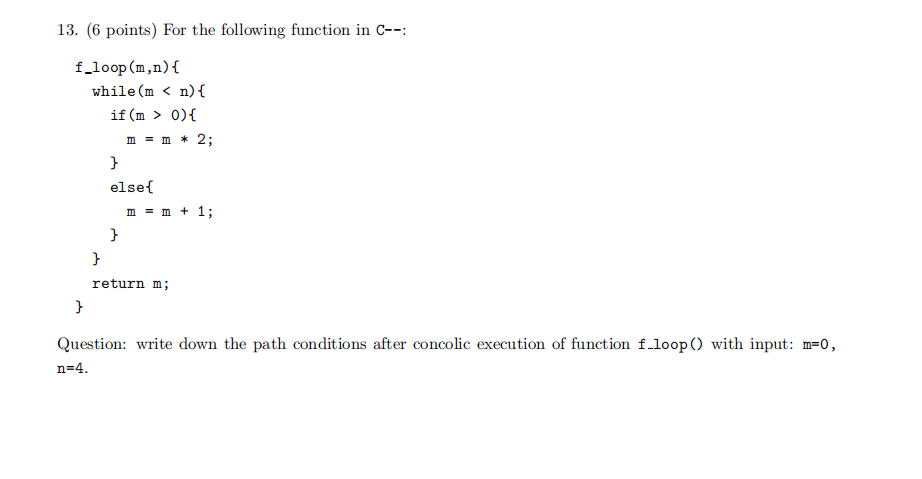 13. (6 points) For the following function in C--:
f_loop(m,n){
while(m < n){
if(m > 0){
m = m * 2;
}
else{
m = m + 1;
}
}
return m;
}
Question: write down the path conditions after concolic execution of function f_loop() with input: m=0,
n=4.